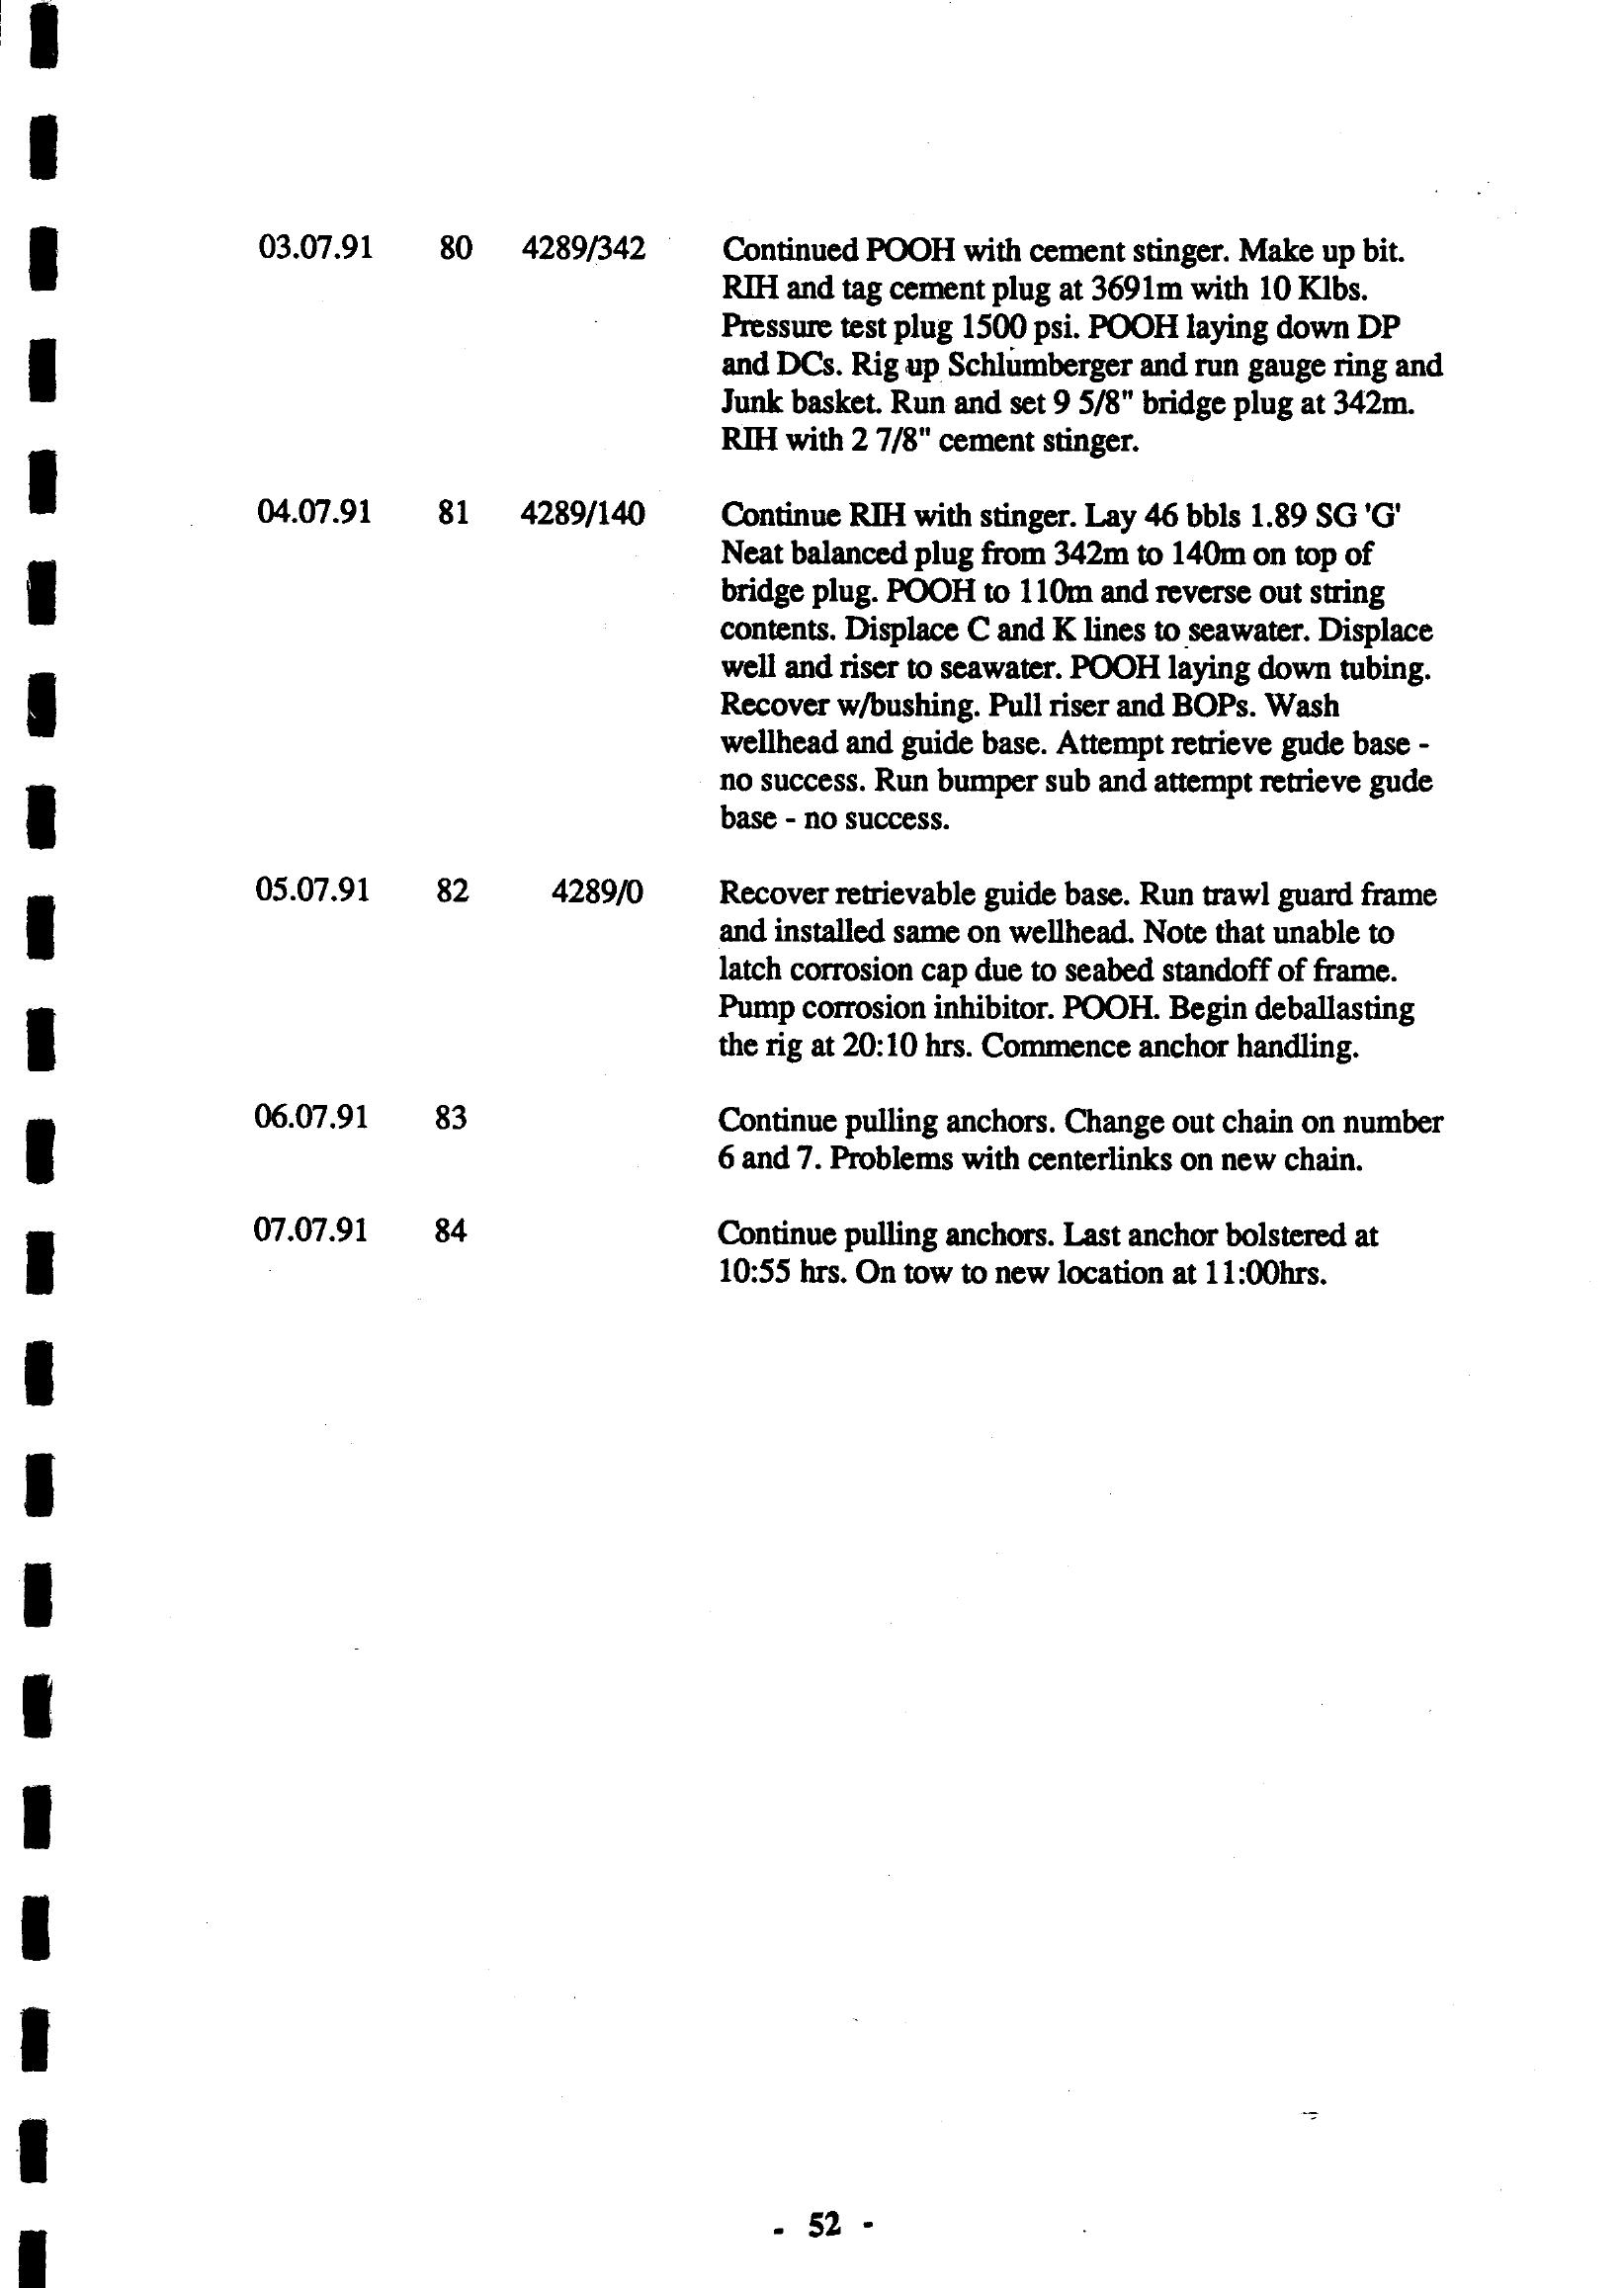 03.07.91 80 4289/342 Continued POOH with cement stinger. Make up bit.
RIH and tag cement plug at 3691m with 10 Klbs.
Pressure test plug 1500 psi. POOH laying down DP
and DCs. Rig up Schlumberger and run gauge ring and
Junk basket. Run and set 9 5/8" bridge plug at 342m.
RIH with 2 7/8" cement stinger.
04.07.91 81 4289/140 Continue RIH with stinger. Lay 46 bbls 1.89 SG 'G'
Neat balanced plug from 342m to 140m on top of
bridge plug. POOH to 110m and reverse out string
contents. Displace C and K lines to seawater. Displace
well and riser to seawater. POOH laying down tubing.
Recover w/bushing. Pull riser and BOPs. Wash
wellhead and guide base. Attempt retrieve gude base -
no success. Run bumper sub and attempt retrieve gude
base - no success.
05.07.91 82 4289/0 Recover retrievable guide base. Run trawl guard frame
and installed same on wellhead. Note that unable to
latch corrosion cap due to seabed standoff of frame.
Pump corrosion inhibitor. POOH. Begin deballasting
the rig at 20:10 hrs. Commence anchor handling.
06.07.91 83 Continue pulling anchors. Change out chain on number
6 and 7. Problems with centerlinks on new chain.
07.07.91 84 Continue pulling anchors. Last anchor bolstered at
10:55 hrs. On tow to new location at 11:00hrs.
- 52 -